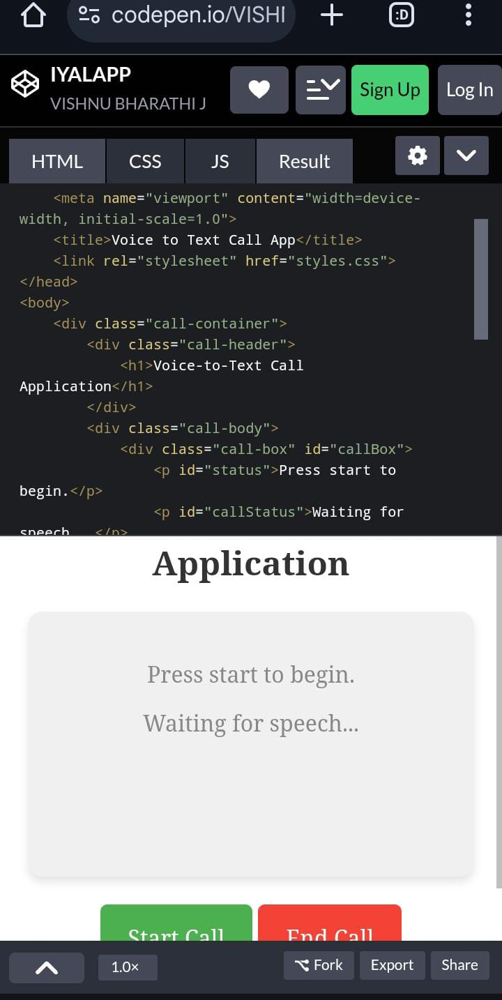 codepen.io/VISHI
:D
IYALAPP
VISHNU BHARATHI J
Sign Up
Log In
HTML
CSS
JS
Result
<meta name="viewport" content="width=device-
width, initial-scale=1.0">
<title>Voice to Text Call App</title>
<link rel="stylesheet" href="styles.css">
</head>
<body>
<div class="call-container">
<div class="call-header">
<h1>Voice-to-Text Call
Application</h1>
</div>
<div class="call-body">
<div class="call-box" id="callBox">
<p id="status">Press start to
begin.</p>
<p id="callStatus">Waiting for
speech...</p>
Application
Press start to begin.
Waiting for speech...
Start Call
End Call
1.0×
Fork
Export
Share